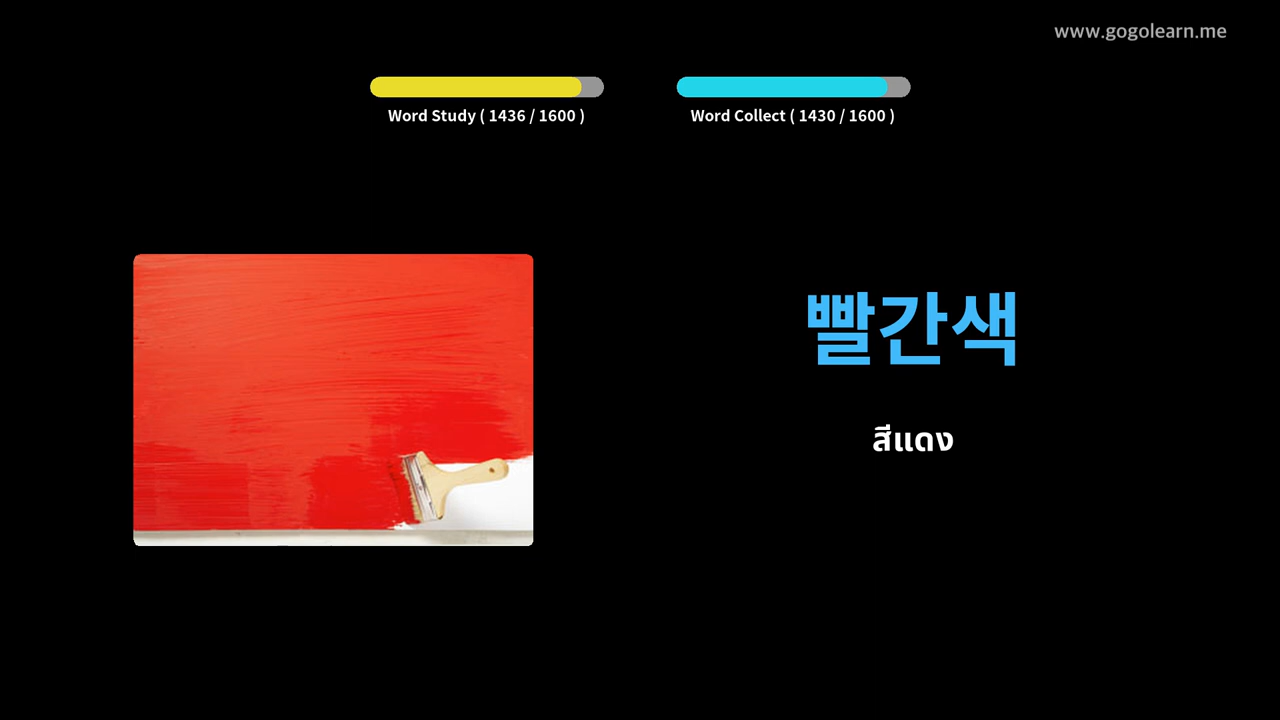 www.gogolearn.me
Word Study ( 1436 / 1600 )
Word Collect ( 1430 / 1600 )
빨간색
สีแดง